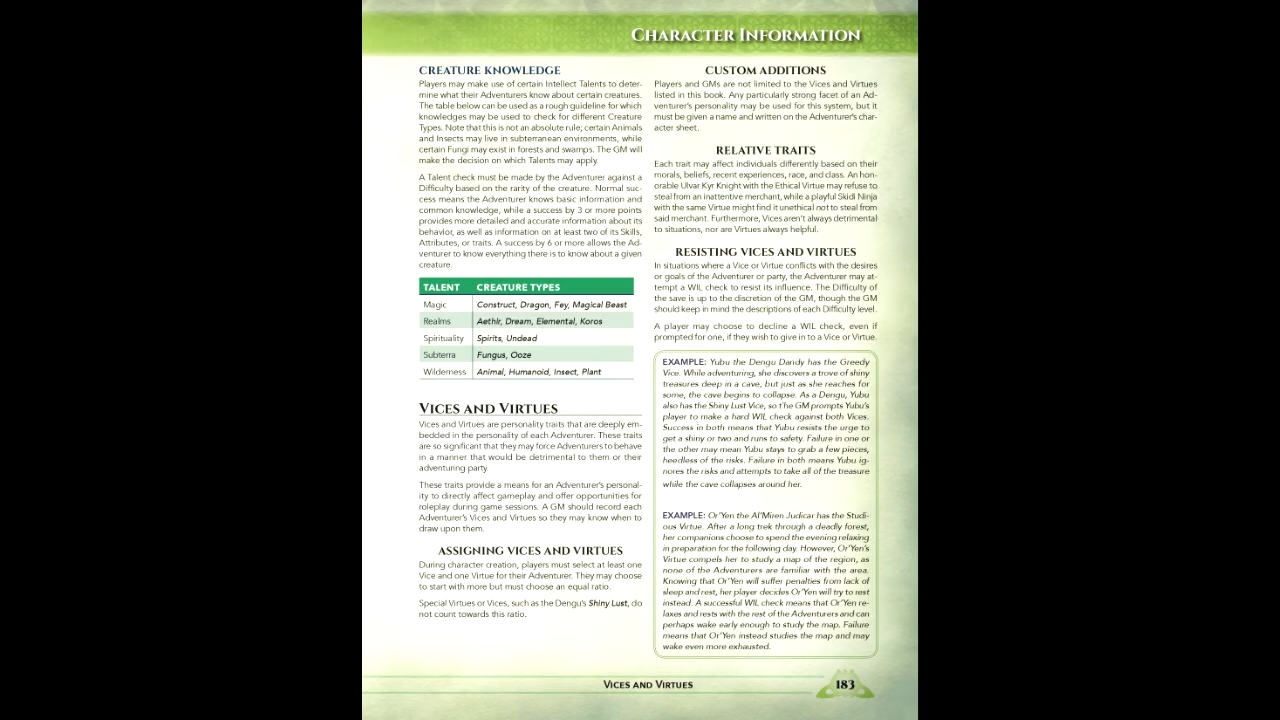 CHARACTER INFORMATION
CREATURE KNOWLEDGE
Players may make use of certain Intellect Talents to deter-
mine what their Adventurers know about certain creatures.
The table below can be used as a rough guideline for which
knowledges may be used to check for different Creature
Types. Note that this is not an absolute rule; certain Animals
and Insects may live in subterranean environments, while
certain Fungi may exist in forests and swamps. The GM will
make the decision on which Talents may apply.
A Talent check must be made by the Adventurer against a
Difficulty based on the rarity of the creature. Normal suc-
cess means the Adventurer knows basic information and
common knowledge, while a success by 3 or more points
provides more detailed and accurate information about its
behavior, as well as information on at least two of its Skills,
Attributes, or traits. A success by 6 or more allows the Ad-
venturer to know everything there is to know about a given
creature.
TALENT CREATURE TYPES
Magic Construct, Dragon, Fey, Magical Beast
Realms Aethir, Dream, Elemental, Koros
Spirituality Spirits, Undead
Subterra Fungus, Ooze
Wilderness Animal, Humanoid, Insect, Plant
VICES AND VIRTUES
Vices and Virtues are personality traits that are deeply em-
bedded in the personality of each Adventurer. These traits
are so significant that they may force Adventurers to behave
in a manner that would be detrimental to them or their
adventuring party.
These traits provide a means for an Adventurer's personal-
ity to directly affect gameplay and offer opportunities for
roleplay during game sessions. A GM should record each
Adventurer's Vices and Virtues so they may know when to
draw upon them.
ASSIGNING VICES AND VIRTUES
During character creation, players must select at least one
Vice and one Virtue for their Adventurer. They may choose
to start with more but must choose an equal ratio.
Special Virtues or Vices, such as the Dengu's Shiny Lust, do
not count towards this ratio.
CUSTOM ADDITIONS
Players and GMs are not limited to the Vices and Virtues
listed in this book. Any particularly strong facet of an Ad-
venturer's personality may be used for this system, but it
must be given a name and written on the Adventurer's char-
acter sheet.
RELATIVE TRAITS
Each trait may affect individuals differently based on their
morals, beliefs, recent experiences, race, and class. An hon-
orable Ulvar Kyr Knight with the Ethical Virtue may refuse to
steal from an inattentive merchant, while a playful Skidi Ninja
with the same Virtue might find it unethical not to steal from
said merchant. Furthermore, Vices aren't always detrimental
to situations, nor are Virtues always helpful.
RESISTING VICES AND VIRTUES
In situations where a Vice or Virtue conflicts with the desires
or goals of the Adventurer or party, the Adventurer may at-
tempt a WIL check to resist its influence. The Difficulty of
the save is up to the discretion of the GM, though the GM
should keep in mind the descriptions of each Difficulty level.
A player may choose to decline a WIL check, even if
prompted for one, if they wish to give in to a Vice or Virtue.
EXAMPLE: Yubu the Dengu Dandy has the Greedy
Vice. While adventuring, she discovers a trove of shiny
treasures deep in a cave, but just as she reaches for
some, the cave begins to collapse. As a Dengu, Yubu
also has the Shiny Lust Vice, so the GM prompts Yubu's
player to make a hard WIL check against both Vices.
Success in both means that Yubu resists the urge to
get a shiny or two and runs to safety. Failure in one or
the other may mean Yubu stays to grab a few pieces,
heedless of the risks. Failure in both means Yubu ig-
nores the risks and attempts to take all of the treasure
while the cave collapses around her.
EXAMPLE: Or'Yen the Al'Miren Judicar has the Studi-
ous Virtue. After a long trek through a deadly forest,
her companions choose to spend the evening relaxing
in preparation for the following day. However, Or'Yen's
Virtue compels her to study a map of the region, as
none of the Adventurers are familiar with the area.
Knowing that Or'Yen will suffer penalties from lack of
sleep and rest, her player decides Or'Yen will try to rest
instead. A successful WIL check means that Or'Yen re-
laxes and rests with the rest of the Adventurers and can
perhaps wake early enough to study the map. Failure
means that Or'Yen instead studies the map and may
wake even more exhausted.
VICES AND VIRTUES
183